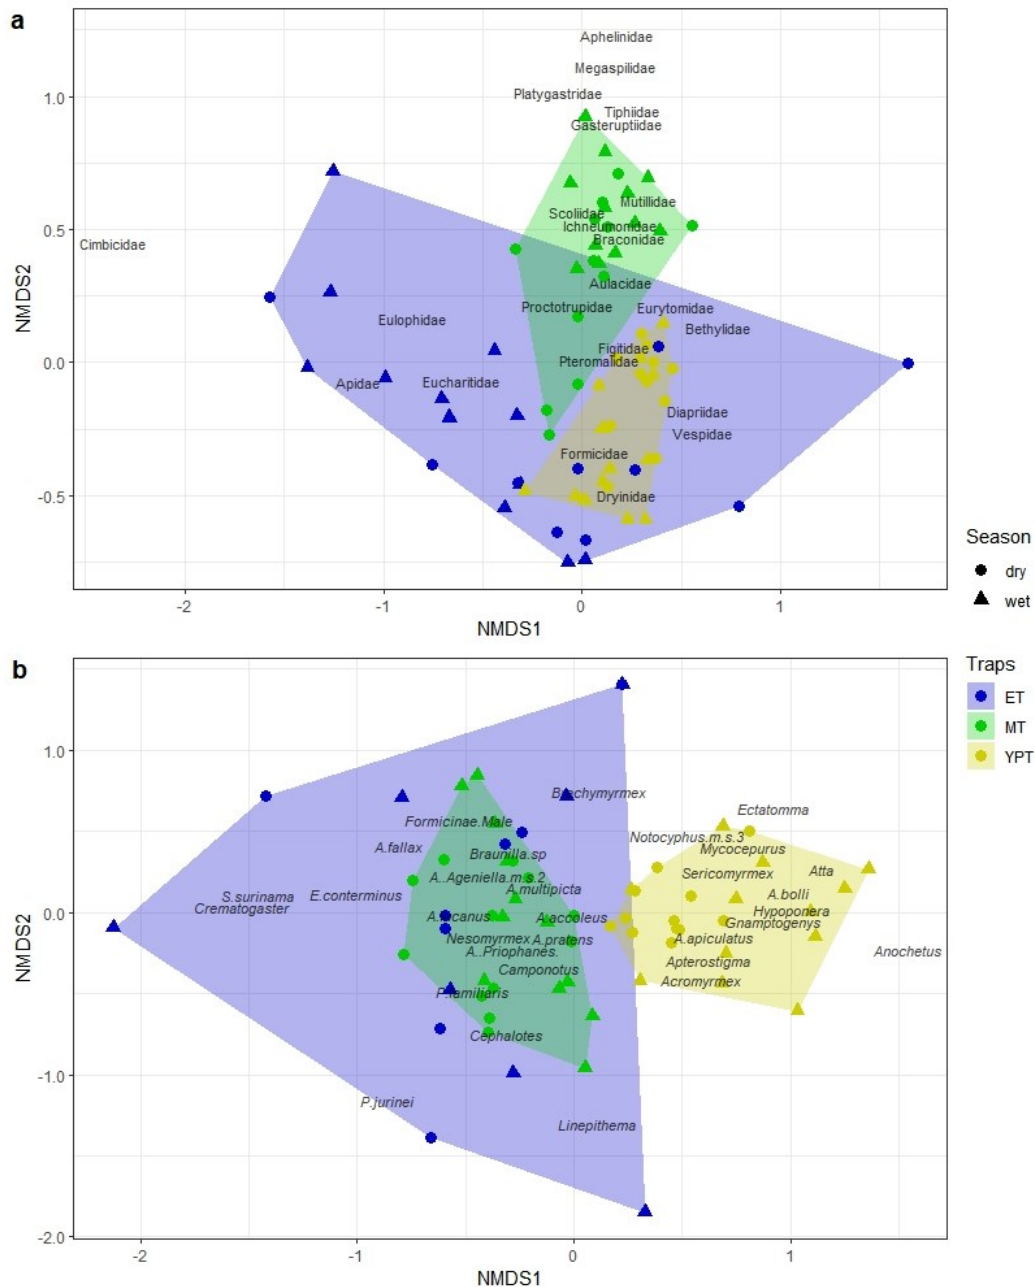 a
Aphelinidae
Megaspilidae
Platygastridae
Tiphiidae
Gasteruptiidae
1.0
Mutillidae
Scoliidae
Ichneumonidae
Braconidae
0.5
Cimbicidae
Aulacidae
Proctotrupidae
Eurytomidae
Eulophidae
Bethylidae
Figitidae
0.0
Pteromalidae
Apidae
Eucharitidae
Diapriidae
Vespidae
Formicidae
-0.5
Dryinidae
NMDS2
-2 -1 0 1
NMDS1
Season
dry
wet
b
Traps
ET
MT
YPT
1.0
Brachymyrmex
Ectatomma
Formicinae.Male
Notocyphus.m.s.3
A.fallax
Braunilla.sp
Mycocepurus
0.5
A..Ageniella.m.s.2
Sericomyrmex
Atta
S.surinama
E.conterminus
A.multipicta
A.bolli
Crematogaster
A.accoleus
Hypoponera
0.0
Gnamptogenys
Nesomyrmex
A.pratens
A.apiculatus
A..Priophanes.
Anochetus
Camponotus
Apterostigma
Acromyrmex
P.familiaris
-0.5
Cephalotes
-1.0
P.jurinei
Linepithema
-2.0
NMDS2
-2 -1 0 1
NMDS1